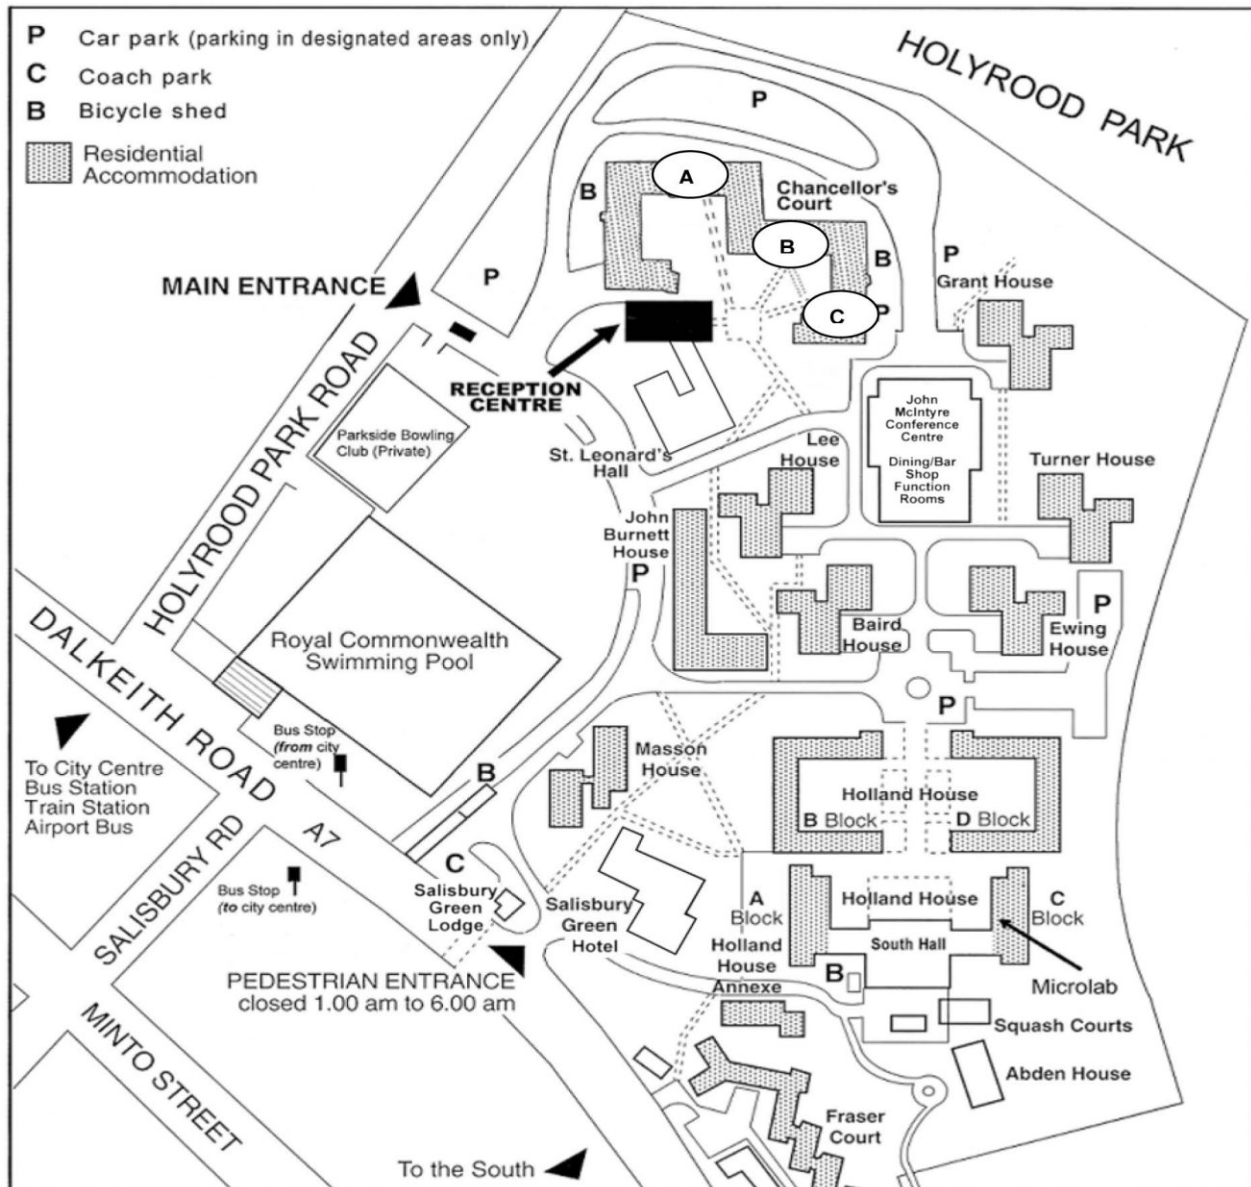 P Car park (parking in designated areas only)
C Coach park
B Bicycle shed
Residential
Accommodation
HOLYROOD PARK
P
A
B
Chancellor's
Court
B
B
P
Grant House
P
MAIN ENTRANCE
C
P
RECEPTION
CENTRE
HOLYROOD PARK ROAD
Parkside Bowling
Club (Private)
St. Leonard's
Hall
Lee
House
John
McIntyre
Conference
Centre
Dining/Bar
Shop
Function
Rooms
Turner House
John
Burnett
House
P
Baird
House
P
Ewing
House
DALKEITH ROAD
Royal Commonwealth
Swimming Pool
P
Bus Stop
(from city
centre)
To City Centre
Bus Station
Train Station
Airport Bus
Masson
House
B
Holland House
B Block
D Block
SALISBURY RD
A7
C
Salisbury
Green
Lodge
Bus Stop
(to city centre)
Salisbury
Green
Hotel
A
Block
Holland House
C
Block
South Hall
Holland
House
Annexe
B
Microlab
PEDESTRIAN ENTRANCE
closed 1.00 am to 6.00 am
Squash Courts
MINTO STREET
Abden House
Fraser
Court
To the South